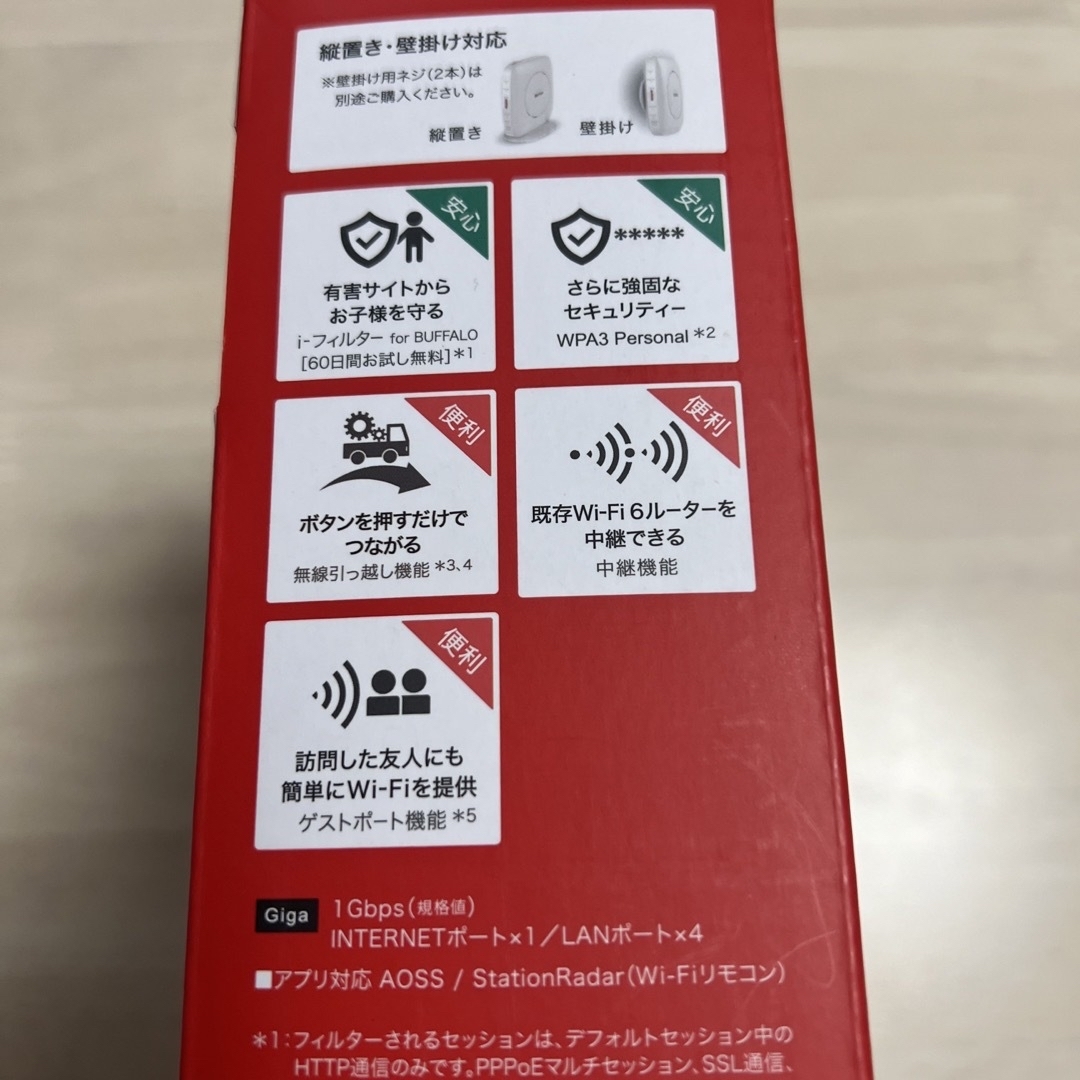 縦置き・壁掛け対応
※壁掛け用ネジ(2本)は
別途ご購入ください。
縦置き
壁掛け
安心
有害サイトから
お子様を守る
i-フィルター for BUFFALO
[60日間お試し無料]*1
安心
*****
さらに強固な
セキュリティー
WPA3 Personal *2
便利
ボタンを押すだけで
つながる
無線引っ越し機能 *3、4
便利
既存Wi-Fi 6ルーターを
中継できる
中継機能
便利
訪問した友人にも
簡単にWi-Fiを提供
ゲストポート機能 *5
Giga 1Gbps(規格値)
INTERNETポート×1/LANポート×4
■アプリ対応 AOSS / StationRadar(Wi-Fiリモコン)
*1:フィルターされるセッションは、デフォルトセッション中の
HTTP通信のみです。PPPoEマルチセッション、SSL通信、